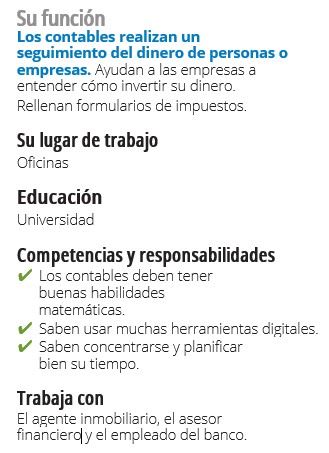 Su función
Los contables realizan un
seguimiento del dinero de personas o
empresas. Ayudan a las empresas a
entender cómo invertir su dinero.
Rellenan formularios de impuestos.
Su lugar de trabajo
Oficinas
Educación
Universidad
Competencias y responsabilidades
✔ Los contables deben tener
buenas habilidades
matemáticas.
✔ Saben usar muchas herramientas digitales.
✔ Saben concentrarse y planificar
bien su tiempo.
Trabaja con
El agente inmobiliario, el asesor
financiero y el empleado del banco.